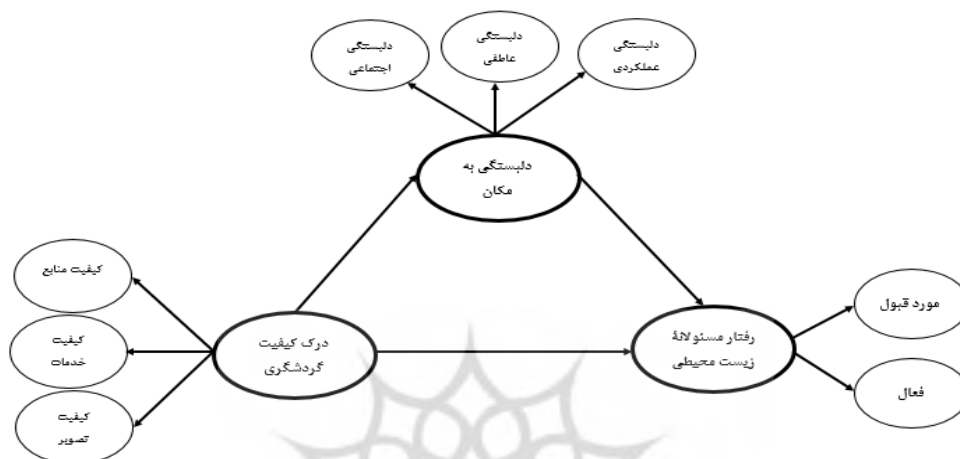 دلبستگی
عملکردی
دلبستگی
عاطفی
دلبستگی
اجتماعی
دلبستگی به
مکان
کیفیت منابع
کیفیت
خدمات
کیفیت
تصویر
درک کیفیت
گردشگری
رفتار مسئولانهٔ
زیست محیطی
مورد قبول
فعال